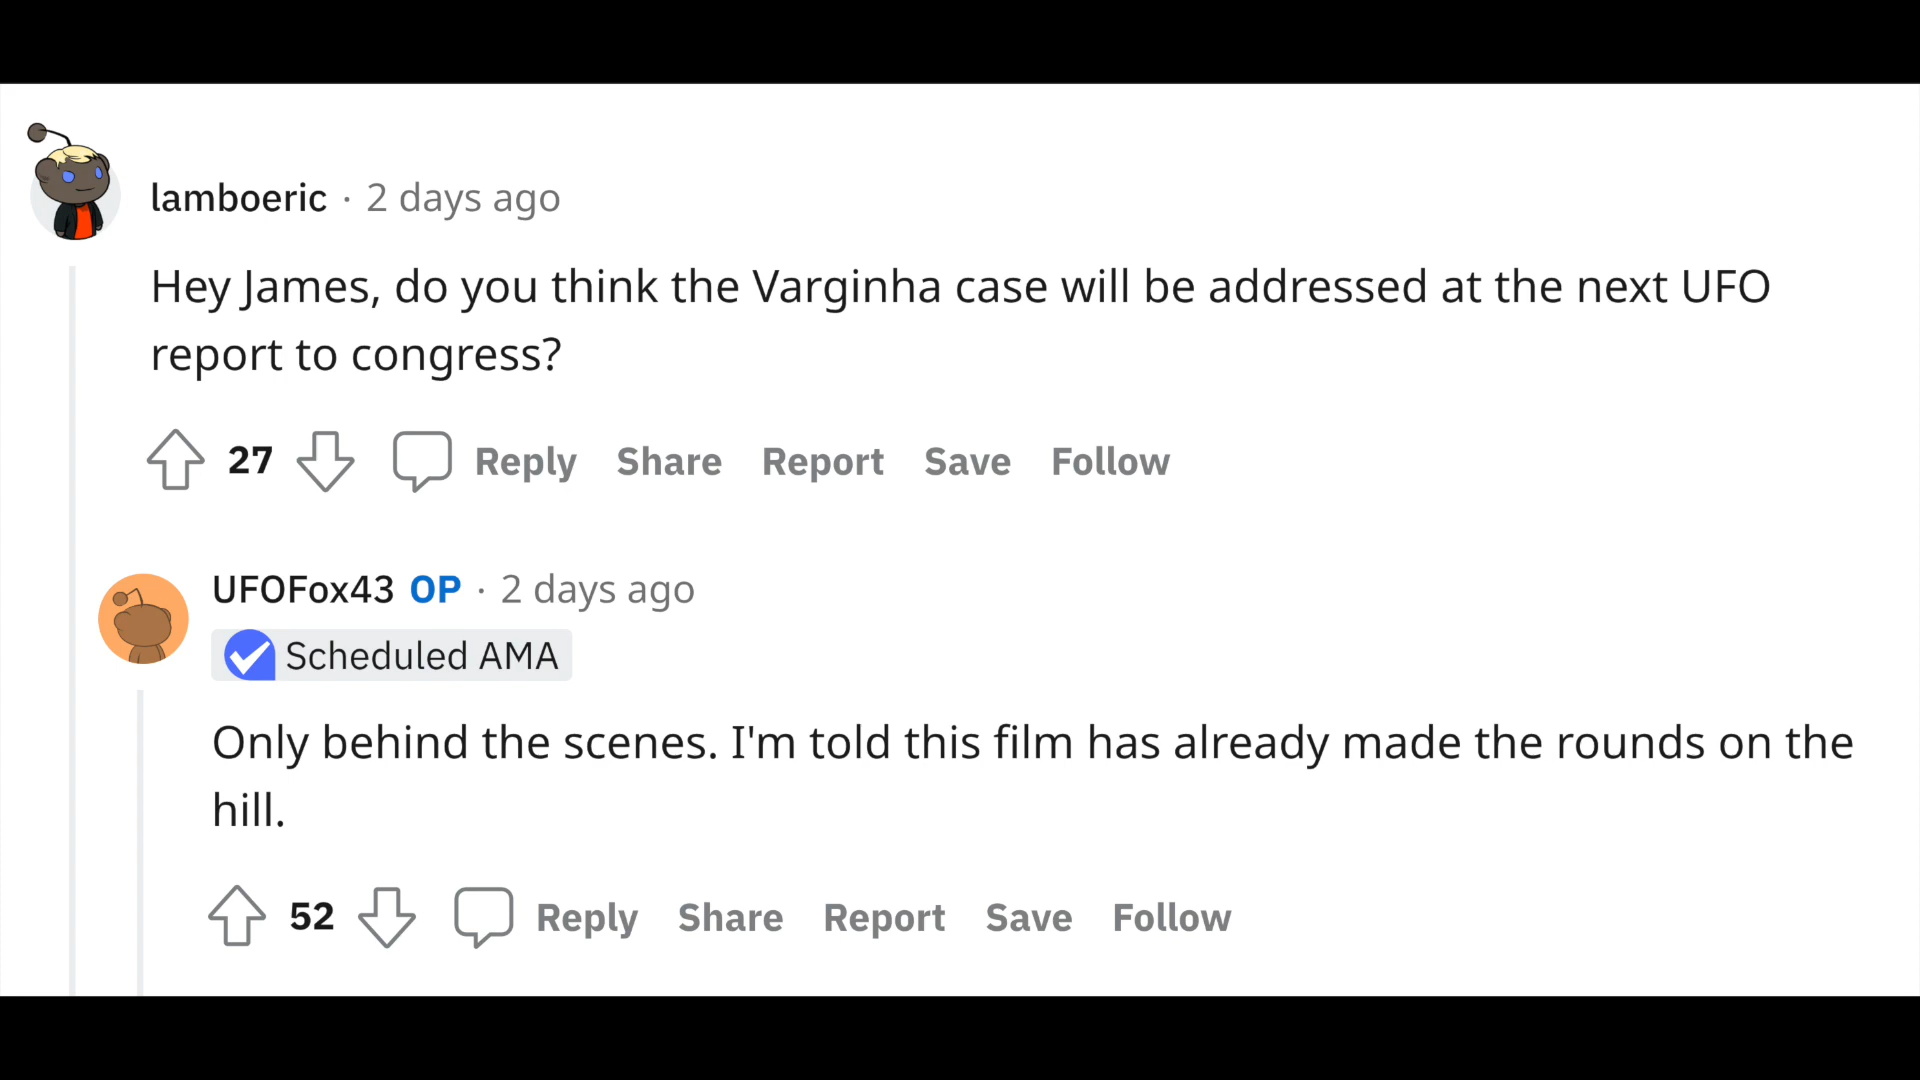 lamboeric · 2 days ago
Hey James, do you think the Varginha case will be addressed at the next UFO
report to congress?
27 Reply Share Report Save Follow
UFOFox43 OP · 2 days ago
Scheduled AMA
Only behind the scenes. I'm told this film has already made the rounds on the
hill.
52 Reply Share Report Save Follow